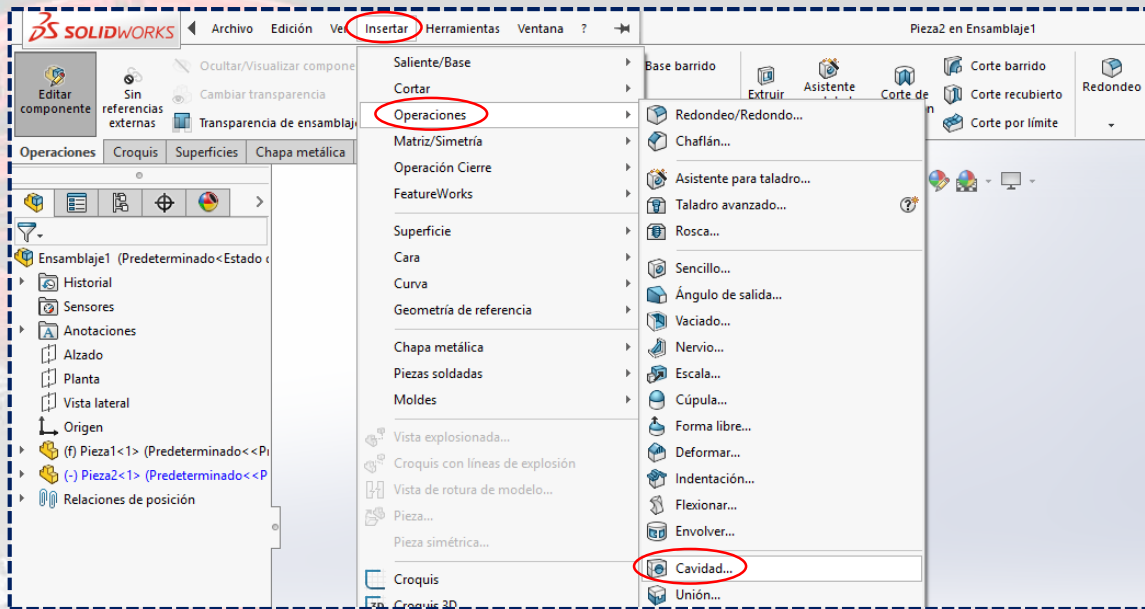 SOLIDWORKS
Archivo Edición Ve Insertar Herramientas Ventana ?
Pieza2 en Ensamblaje1
Editar componente
Sin referencias externas
Ocultar/Visualizar compone
Cambiar transparencia
Transparencia de ensamblaj
Base barrido
Extruir
Asistente
Corte de
Corte barrido
Corte recubierto
Corte por límite
Redondeo
Operaciones Croquis Superficies Chapa metálica
Ensamblaje1 (Predeterminado<Estado
Historial
Sensores
Anotaciones
Alzado
Planta
Vista lateral
Origen
(f) Pieza1<1> (Predeterminado<<P
(-) Pieza2<1> (Predeterminado<<P
Relaciones de posición
Saliente/Base
Cortar
Operaciones
Matriz/Simetría
Operación Cierre
FeatureWorks
Superficie
Cara
Curva
Geometría de referencia
Chapa metálica
Piezas soldadas
Moldes
Vista explosionada...
Croquis con líneas de explosión
Vista de rotura de modelo...
Pieza...
Pieza simétrica...
Croquis
Croquis 3D
Redondeo/Redondo...
Chaflán...
Asistente para taladro...
Taladro avanzado...
Rosca...
Sencillo...
Ángulo de salida...
Vaciado...
Nervio...
Escala...
Cúpula...
Forma libre...
Deformar...
Indentación...
Flexionar...
Envolver...
Cavidad...
Unión...